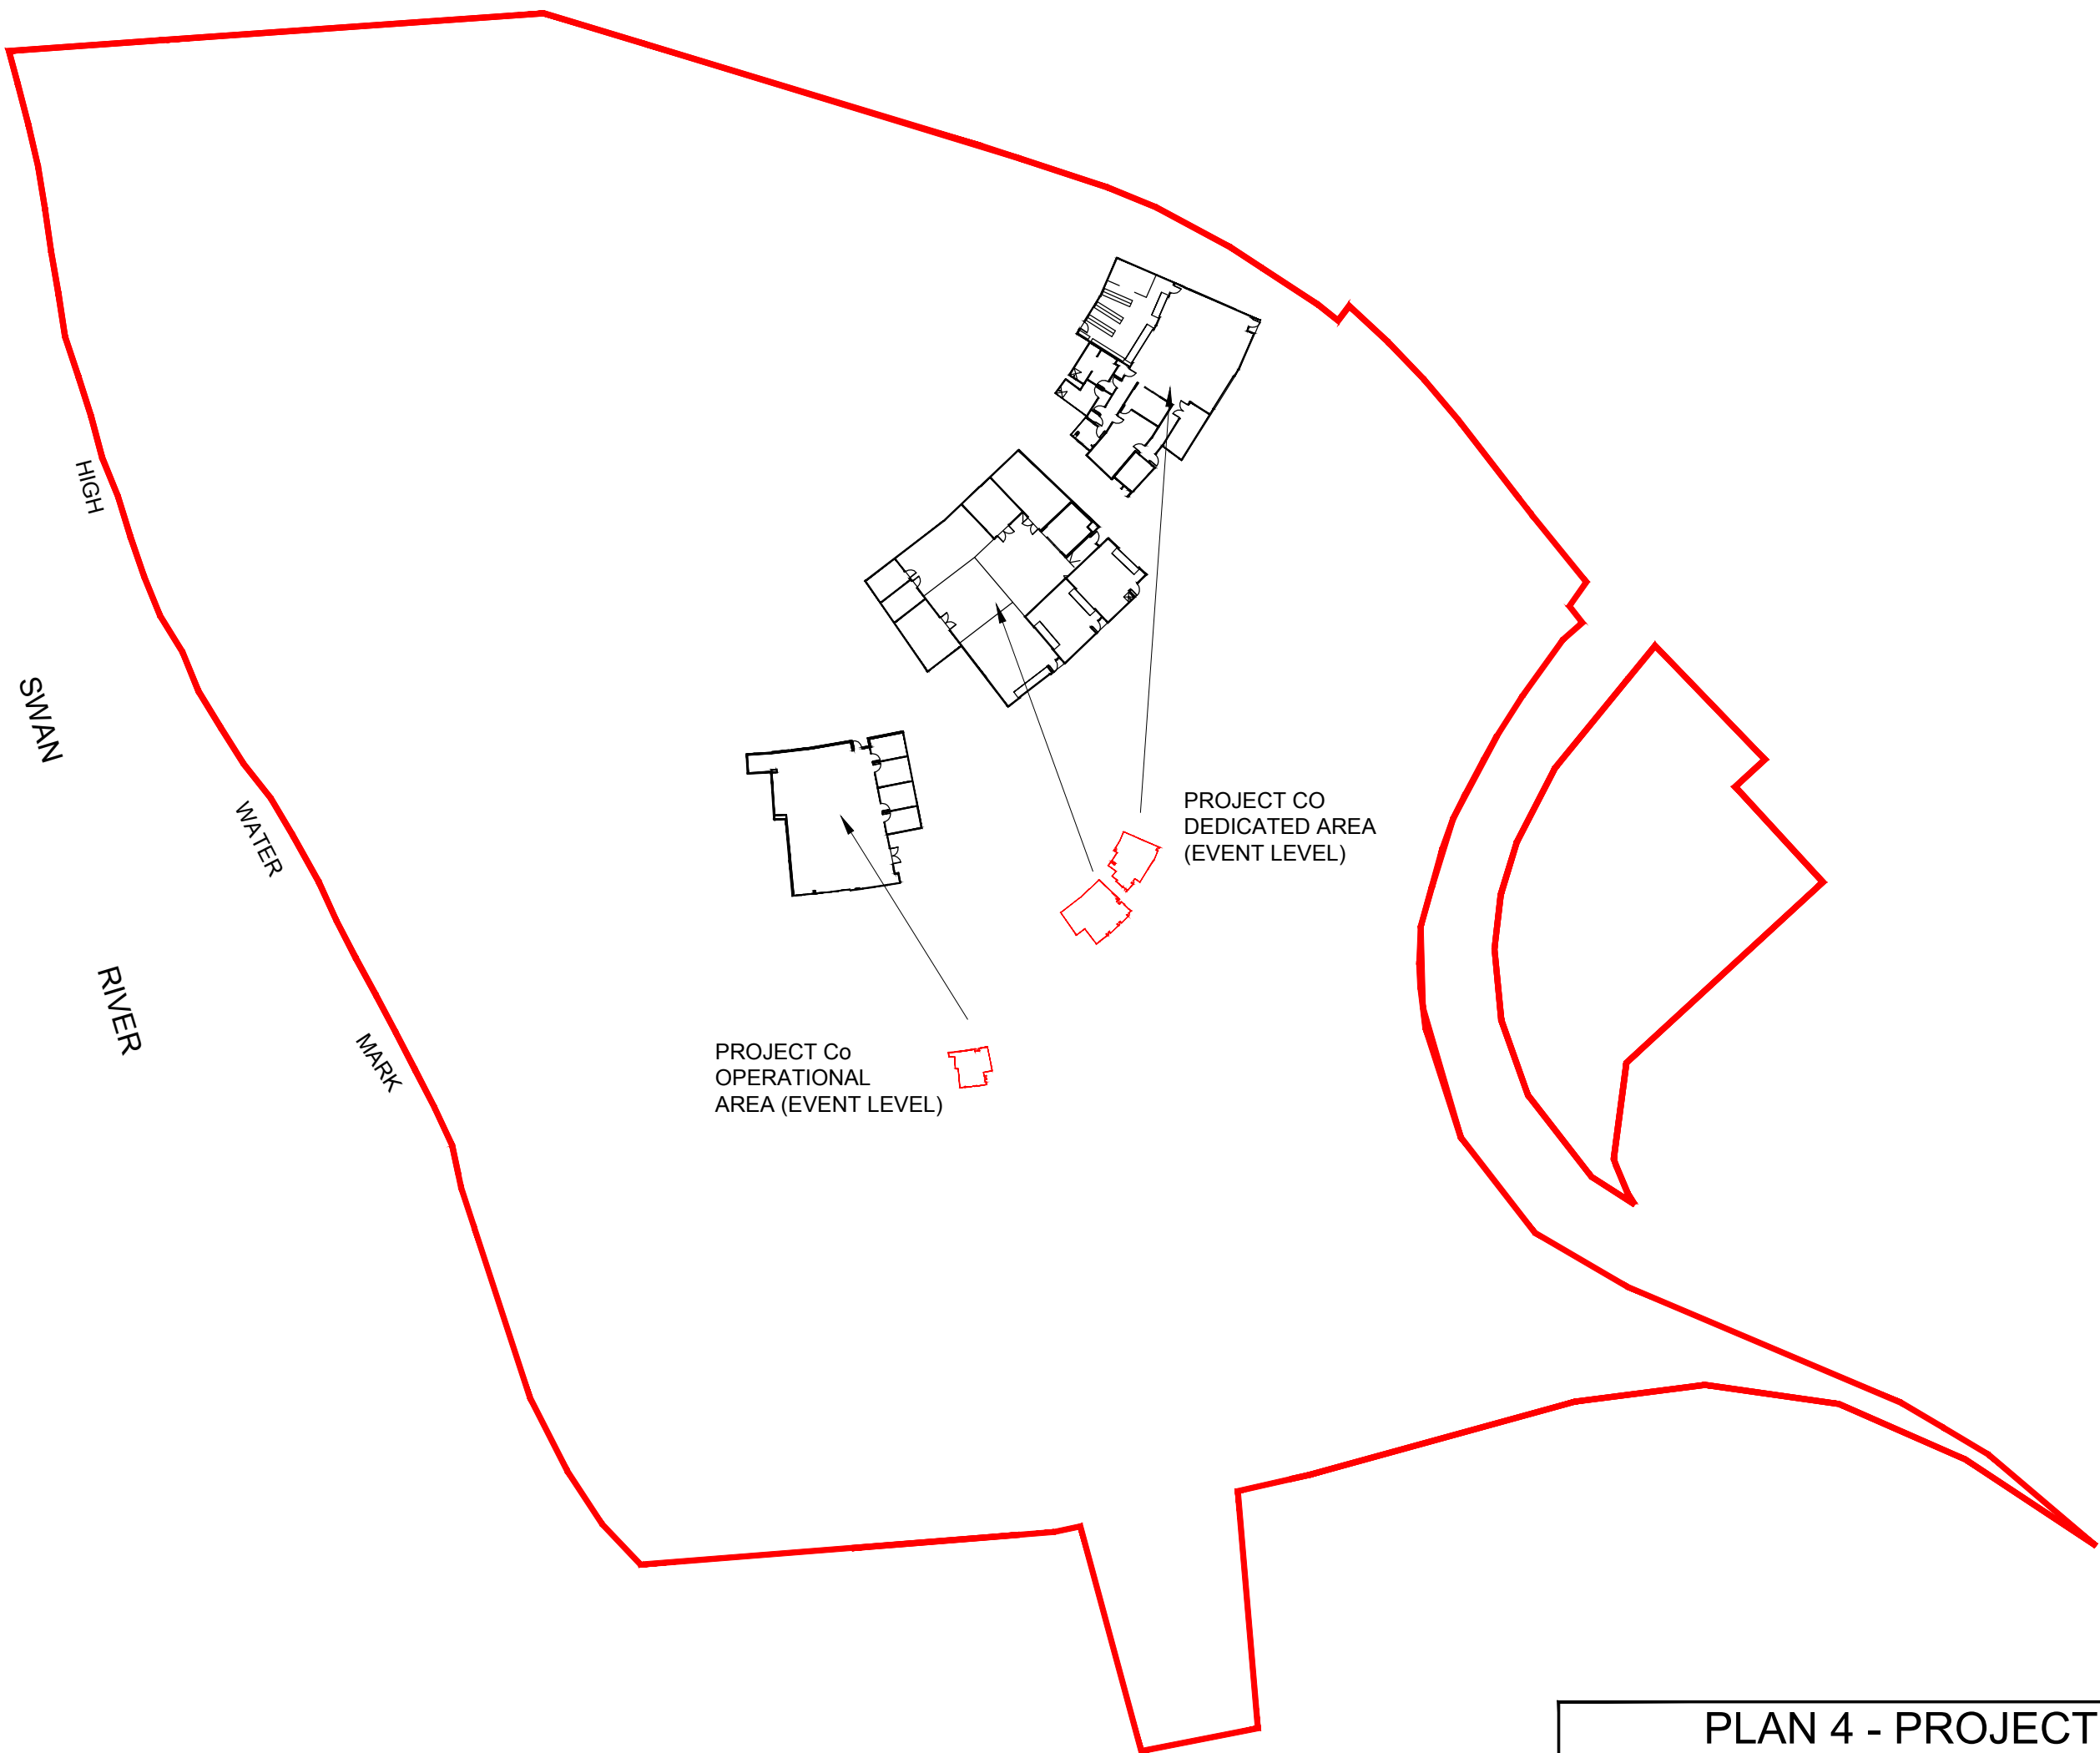 HIGH
WATER
MARK
SWAN
RIVER
PROJECT CO
DEDICATED AREA
(EVENT LEVEL)
PROJECT Co
OPERATIONAL
AREA (EVENT LEVEL)
PLAN 4 - PROJECT